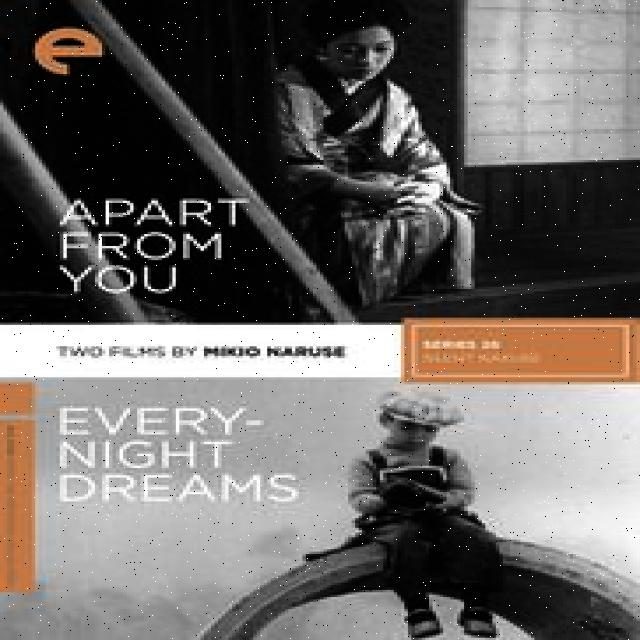 e
APART
FROM
YOU
TWO FILMS BY MIKIO NARUSE
EVERY-
NIGHT
DREAMS